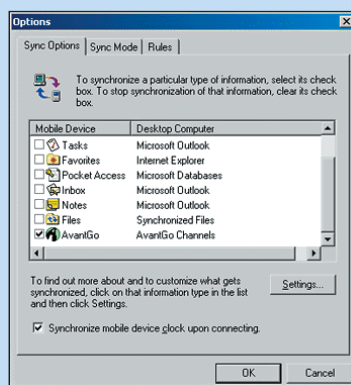 Options
Sync Options Sync Mode Rules
To synchronize a particular type of information, select its check
box. To stop synchronization of that information, clear its check
box.
Mobile Device Desktop Computer
Tasks Microsoft Outlook
Favorites Internet Explorer
Pocket Access Microsoft Databases
Inbox Microsoft Outlook
Notes Microsoft Outlook
Files Synchronized Files
AvantGo AvantGo Channels
To find out more about and to customize what gets
synchronized, click on that information type in the list
and then click Settings.
Settings...
Synchronize mobile device clock upon connecting.
OK Cancel